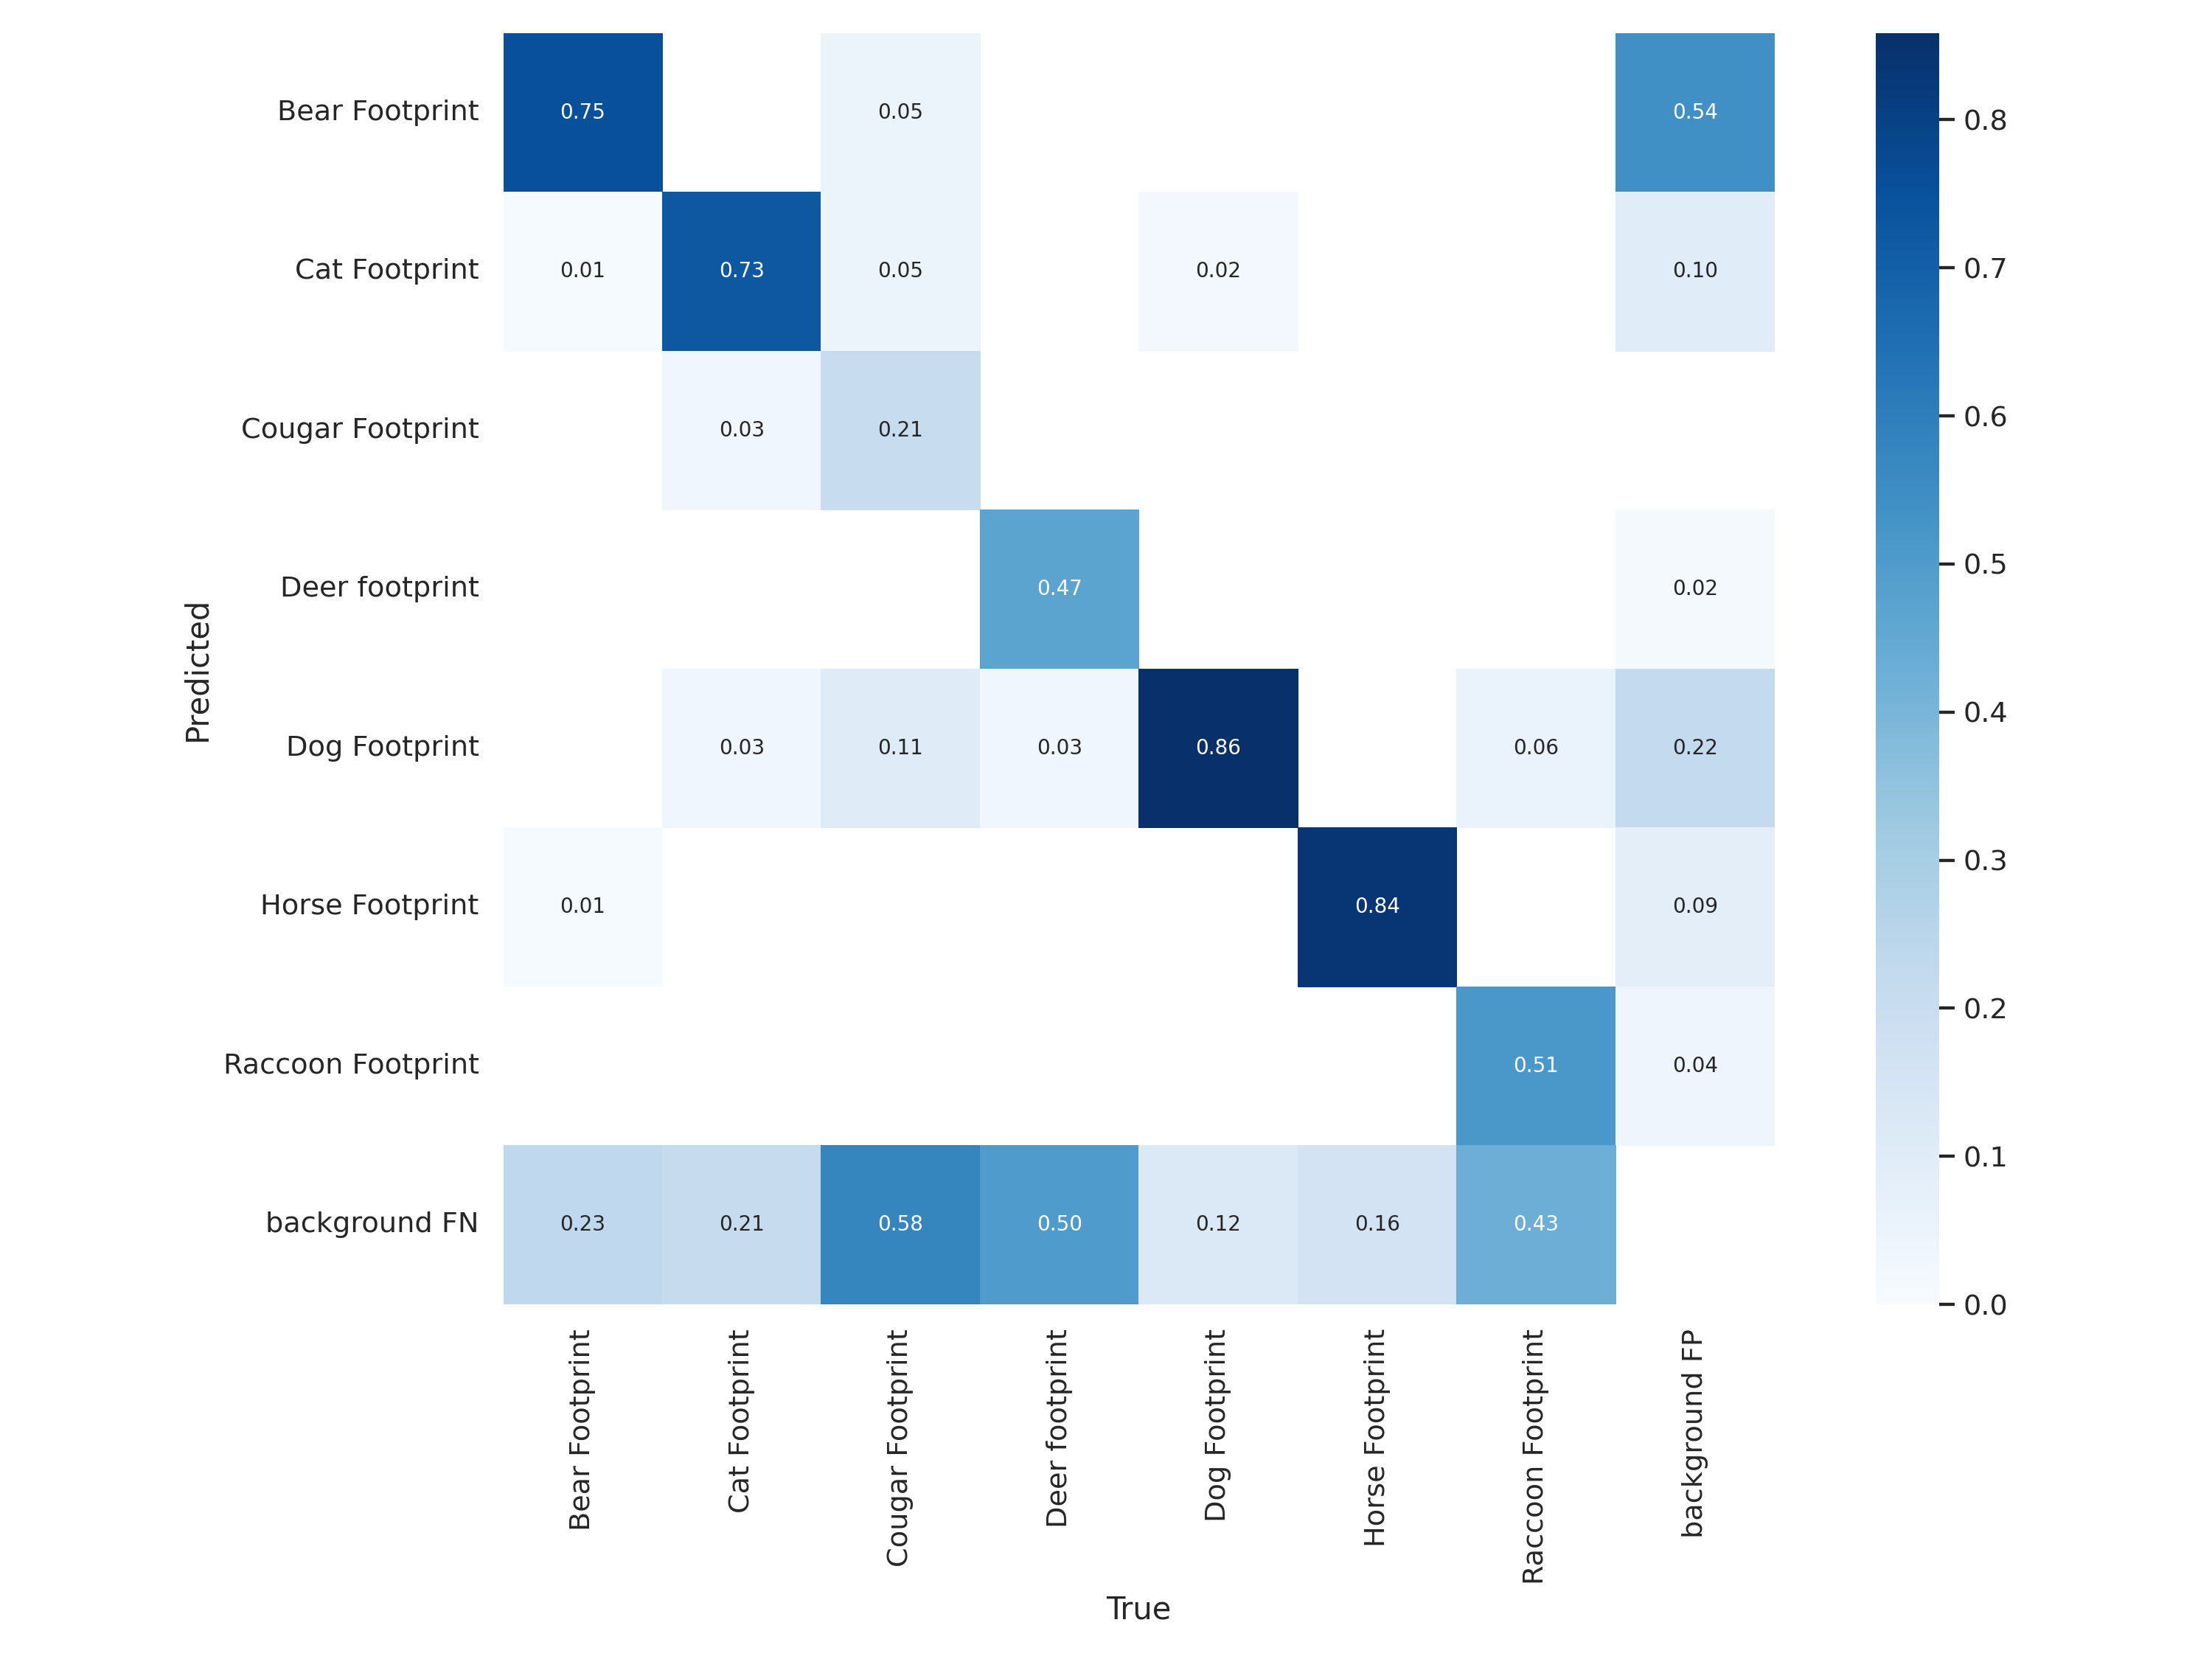 Bear Footprint 0.75 0.05 0.54
Cat Footprint 0.01 0.73 0.05 0.02 0.10
Cougar Footprint 0.03 0.21
Deer footprint 0.47 0.02
Dog Footprint 0.03 0.11 0.03 0.86 0.06 0.22
Horse Footprint 0.01 0.84 0.09
Raccoon Footprint 0.51 0.04
background FN 0.23 0.21 0.58 0.50 0.12 0.16 0.43
Predicted
Bear Footprint
Cat Footprint
Cougar Footprint
Deer footprint
Dog Footprint
Horse Footprint
Raccoon Footprint
background FP
True
0.8
0.7
0.6
0.5
0.4
0.3
0.2
0.1
0.0